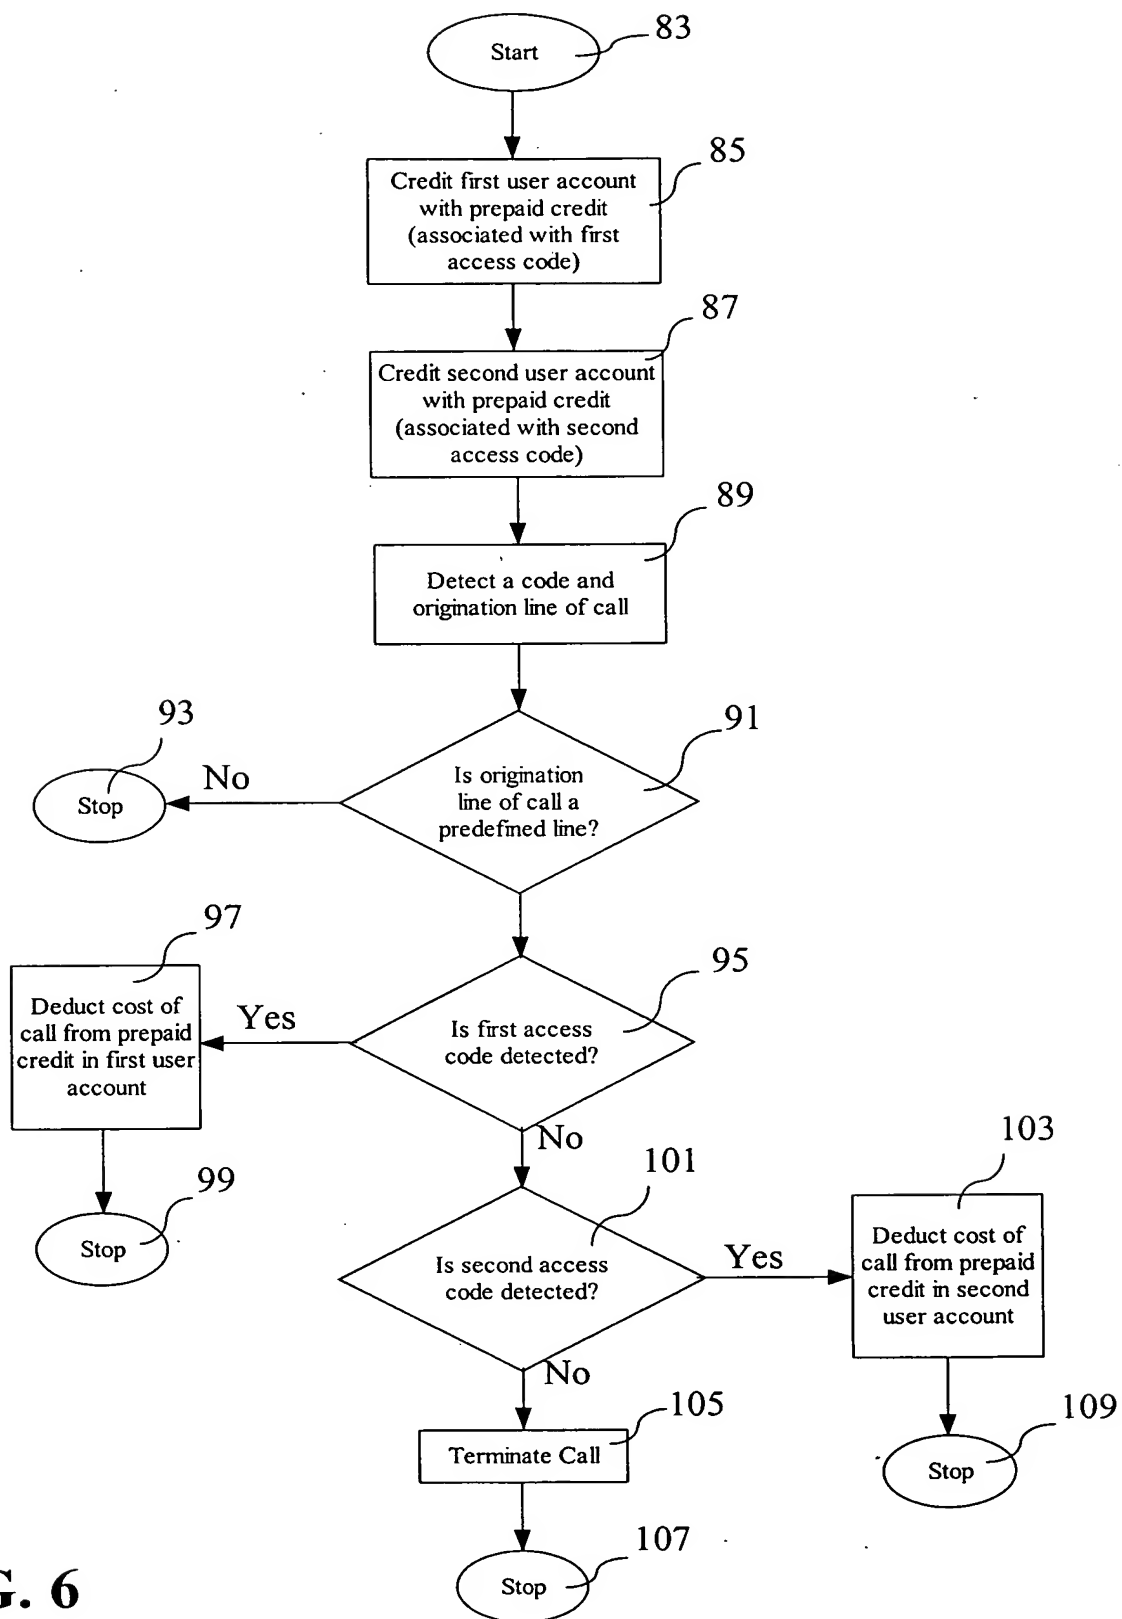 Start
83
Credit first user account
with prepaid credit
(associated with first
access code)
85
Credit second user account
with prepaid credit
(associated with second
access code)
87
Detect a code and
origination line of call
89
Is origination
line of call a
predefined line?
91
No
Stop
93
Is first access
code detected?
95
Yes
Deduct cost of
call from prepaid
credit in first user
account
97
Stop
99
No
Is second access
code detected?
101
Yes
Deduct cost of
call from prepaid
credit in second
user account
103
Stop
109
No
Terminate Call
105
Stop
107
G. 6